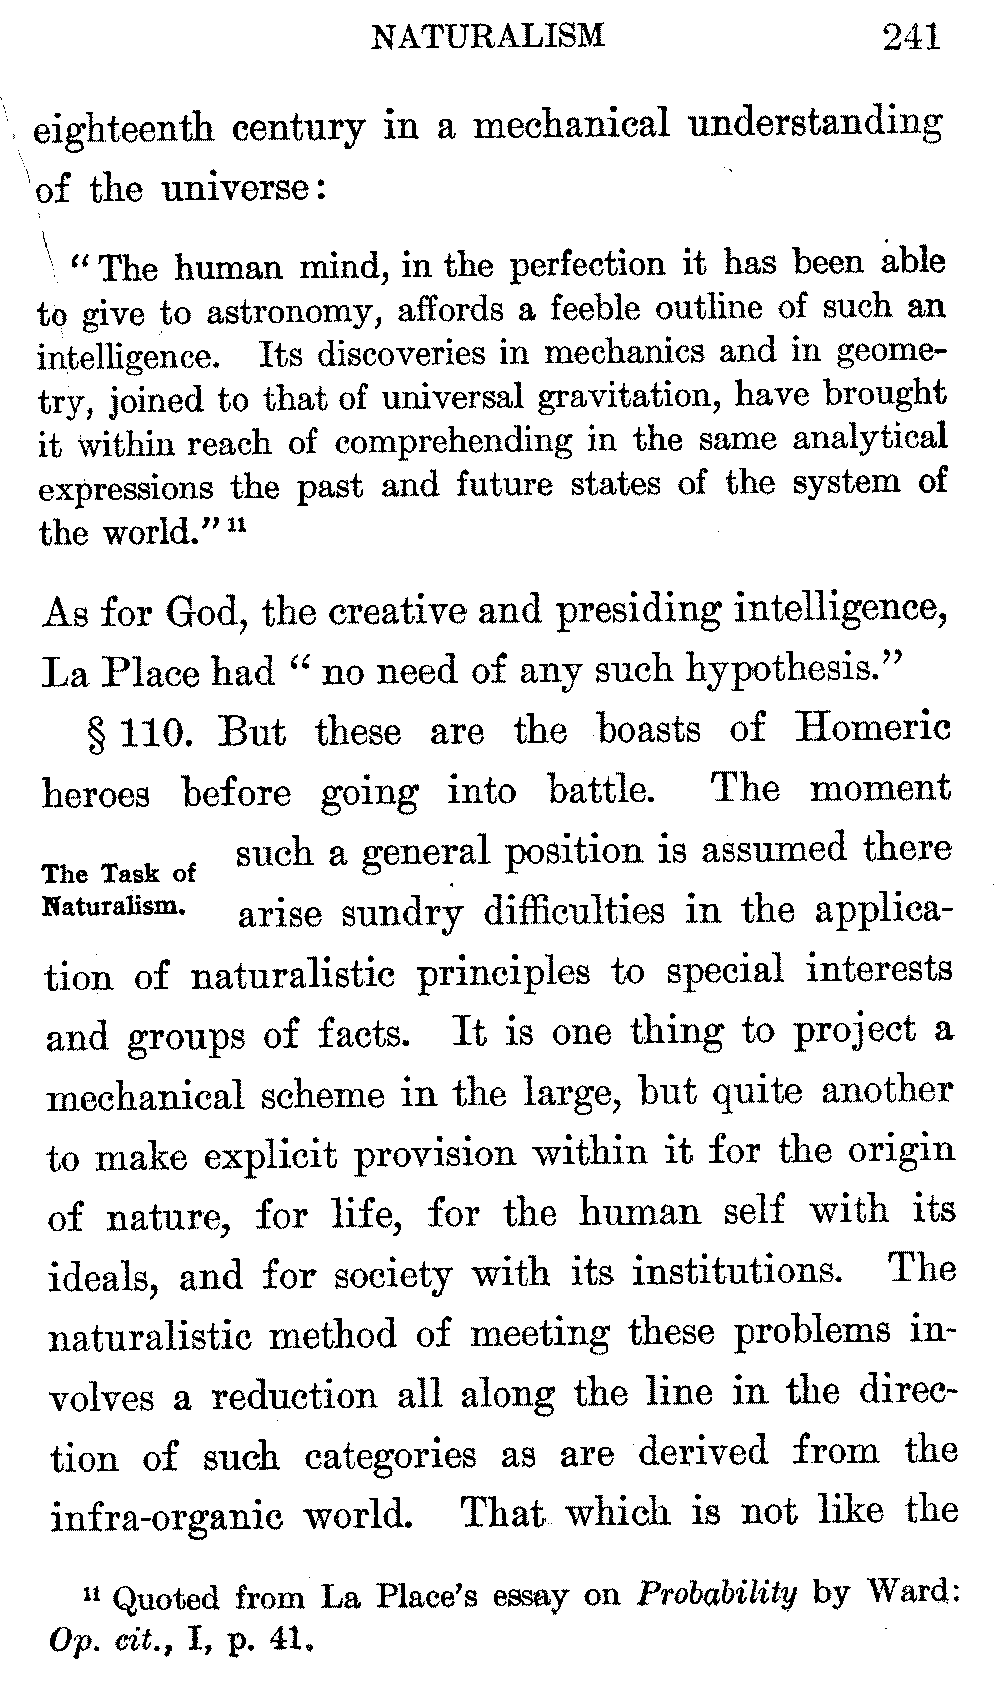 NATURALISM 241
eighteenth century in a mechanical understanding
of the universe:
“The human mind, in the perfection it has been able
to give to astronomy, affords a feeble outline of such an
intelligence. Its discoveries in mechanics and in geome-
try, joined to that of universal gravitation, have brought
it within reach of comprehending in the same analytical
expressions the past and future states of the system of
the world.” 11
As for God, the creative and presiding intelligence,
La Place had “no need of any such hypothesis.”
§ 110. But these are the boasts of Homeric
heroes before going into battle. The moment
The Task of
Naturalism.
such a general position is assumed there
arise sundry difficulties in the applica-
tion of naturalistic principles to special interests
and groups of facts. It is one thing to project a
mechanical scheme in the large, but quite another
to make explicit provision within it for the origin
of nature, for life, for the human self with its
ideals, and for society with its institutions. The
naturalistic method of meeting these problems in-
volves a reduction all along the line in the direc-
tion of such categories as are derived from the
infra-organic world. That which is not like the
11 Quoted from La Place’s essay on Probability by Ward:
Op. cit., I, p. 41.